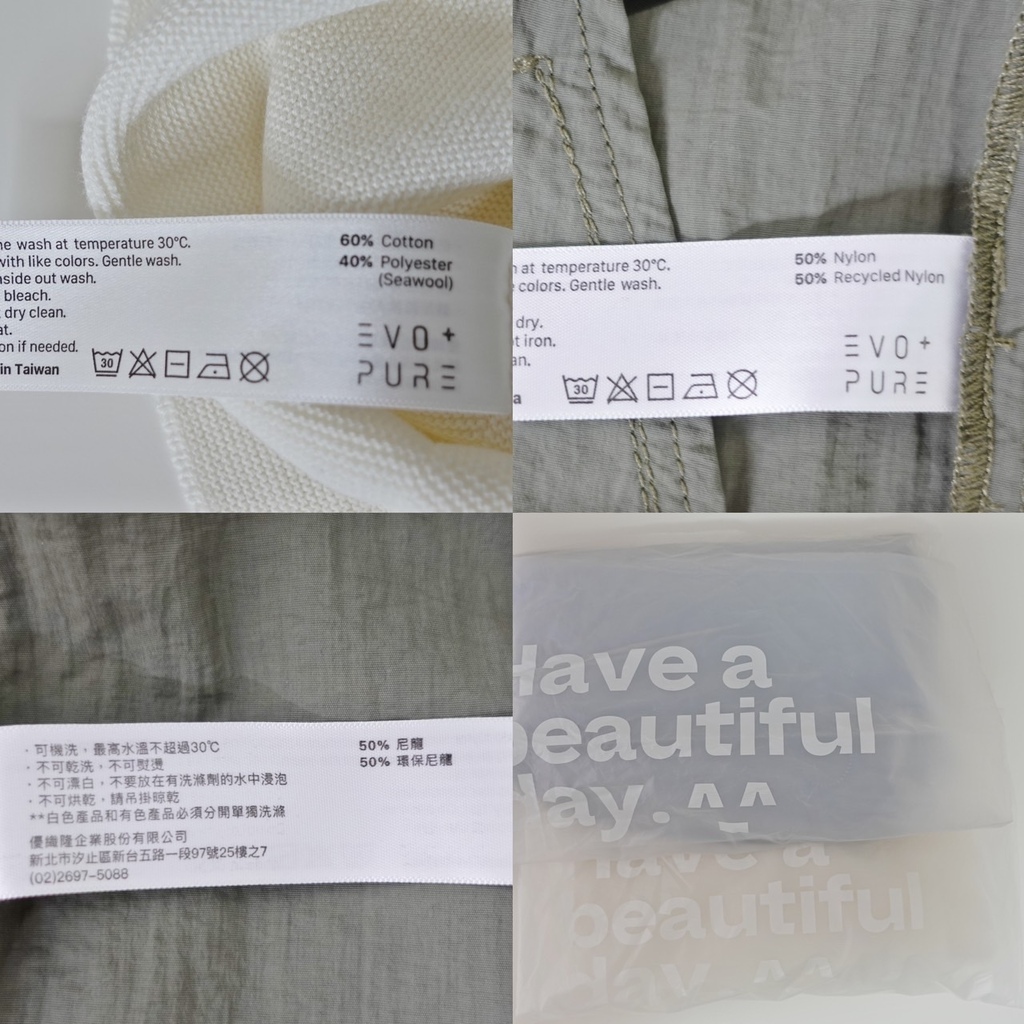 wash at temperature 30°C.
with like colors. Gentle wash.
inside out wash.
bleach.
dry clean.
if needed.
in Taiwan
60% Cotton
40% Polyester
(Seawool)
30
EVO+
PURE
at temperature 30°C.
colors. Gentle wash.
dry.
iron.
50% Nylon
50% Recycled Nylon
30
EVO+
PURE
· 可機洗，最高水溫不超過30℃
· 不可乾洗，不可熨燙
· 不可漂白，不要放在有洗滌劑的水中浸泡
· 不可烘乾，請吊掛晾乾
**白色產品和有色產品必須分開單獨洗滌
優織隆企業股份有限公司
新北市汐止區新台五路一段97號25樓之7
(02)2697-5088
50% 尼龍
50% 環保尼龍
Have a
beautiful
day. ^_^
Have a
beautiful
day. ^^